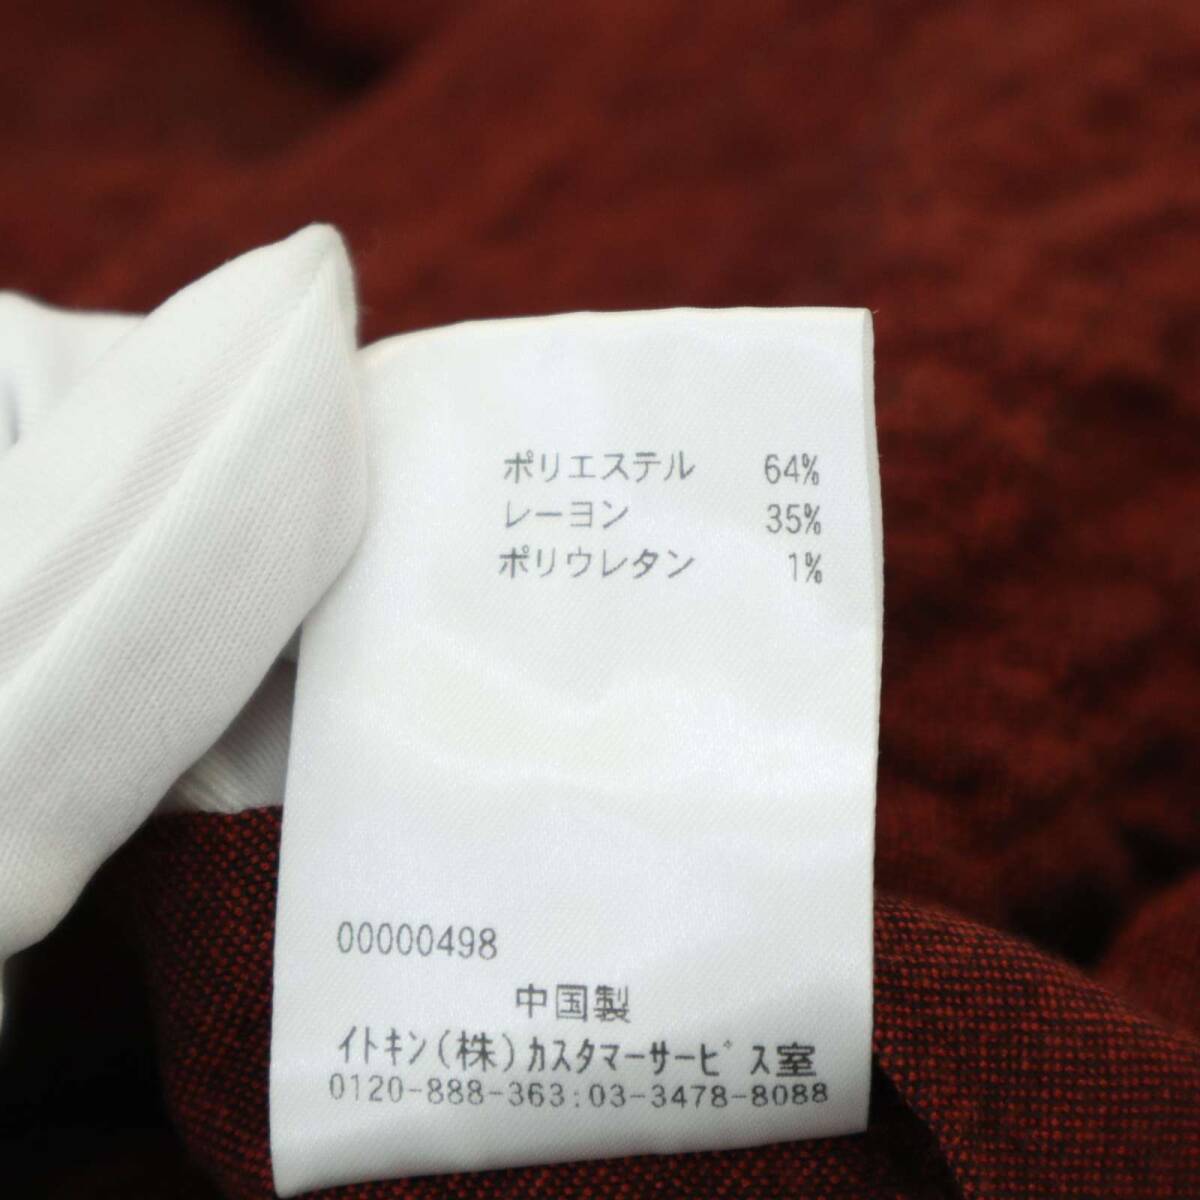 ポリエステル 64%
レーヨン 35%
ポリウレタン 1%
00000498
中国製
イトキン(株)カスタマーサービス室
0120-888-363:03-3478-8088